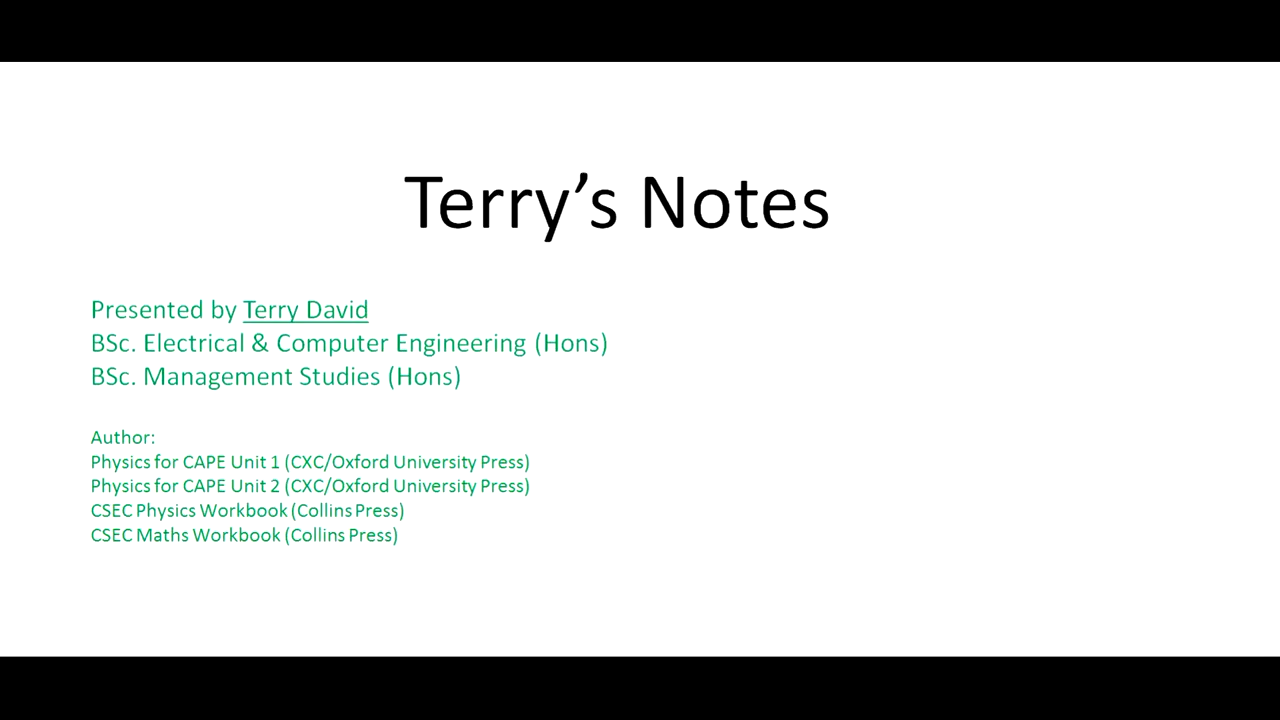 Terry’s Notes
Presented by Terry David
BSc. Electrical & Computer Engineering (Hons)
BSc. Management Studies (Hons)
Author:
Physics for CAPE Unit 1 (CXC/Oxford University Press)
Physics for CAPE Unit 2 (CXC/Oxford University Press)
CSEC Physics Workbook (Collins Press)
CSEC Maths Workbook (Collins Press)